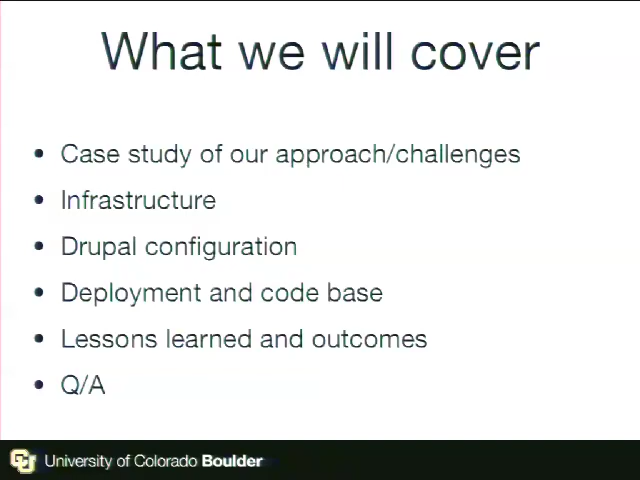 What we will cover
• Case study of our approach/challenges
• Infrastructure
• Drupal configuration
• Deployment and code base
• Lessons learned and outcomes
• Q/A
CU University of Colorado Boulder